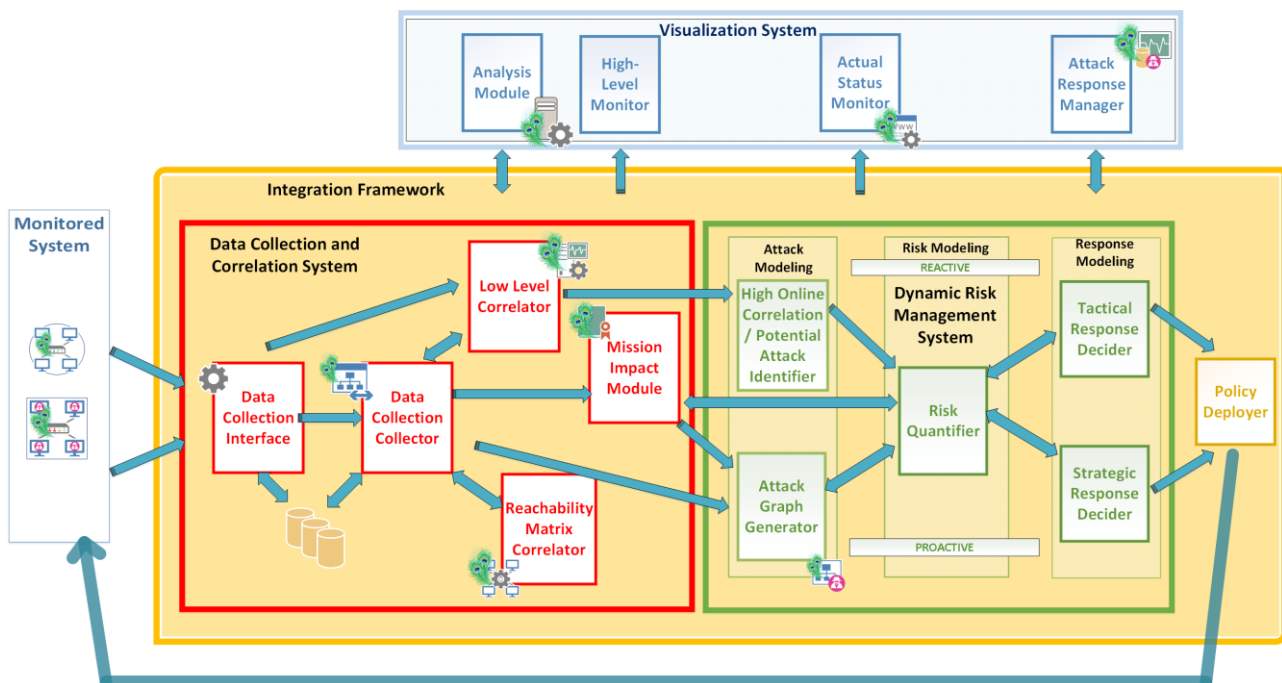 Visualization System
Analysis
Module
High-
Level
Monitor
Actual
Status
Monitor
WWW
Attack
Response
Manager
Integration Framework
Monitored
System
Data Collection and
Correlation System
Low Level
Correlator
Mission
Impact
Module
Data
Collection
Interface
Data
Collection
Collector
Reachability
Matrix
Correlator
Attack
Modeling
Risk Modeling
Response
Modeling
REACTIVE
High Online
Correlation
/ Potential
Attack
Identifier
Dynamic Risk
Management
System
Tactical
Response
Decider
Risk
Quantifier
Policy
Deployer
Attack
Graph
Generator
Strategic
Response
Decider
PROACTIVE